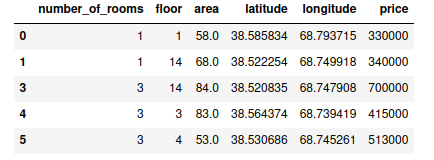 number_of_rooms floor area latitude longitude price
0 1 1 58.0 38.585834 68.793715 330000
1 1 14 68.0 38.522254 68.749918 340000
3 3 14 84.0 38.520835 68.747908 700000
4 3 3 83.0 38.564374 68.739419 415000
5 3 4 53.0 38.530686 68.745261 513000